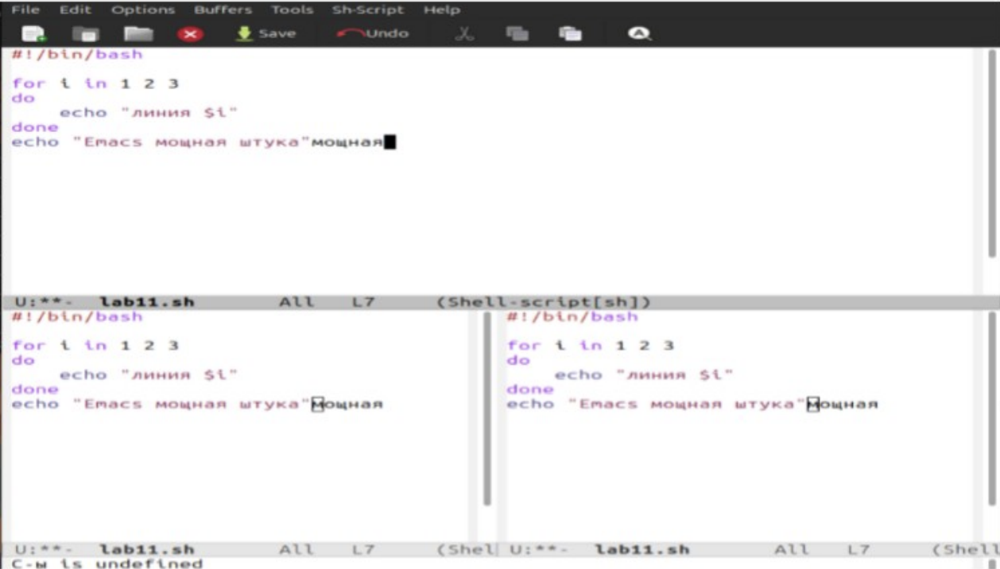 File Edit Options Buffers Tools Sh-Script Help
Save Undo
#!/bin/bash
for i in 1 2 3
do
echo "линия $i"
done
echo "Emacs мощная штука"мощная
U:**- lab11.sh All L7 (Shell-script[sh])
#!/bin/bash
for i in 1 2 3
do
echo "линия $i"
done
echo "Emacs мощная штука"мощная
U:**- lab11.sh All L7 (Shel
#!/bin/bash
for i in 1 2 3
do
echo "линия $i"
done
echo "Emacs мощная штука"мощная
U:**- lab11.sh All L7 (Shell
C-ы is undefined